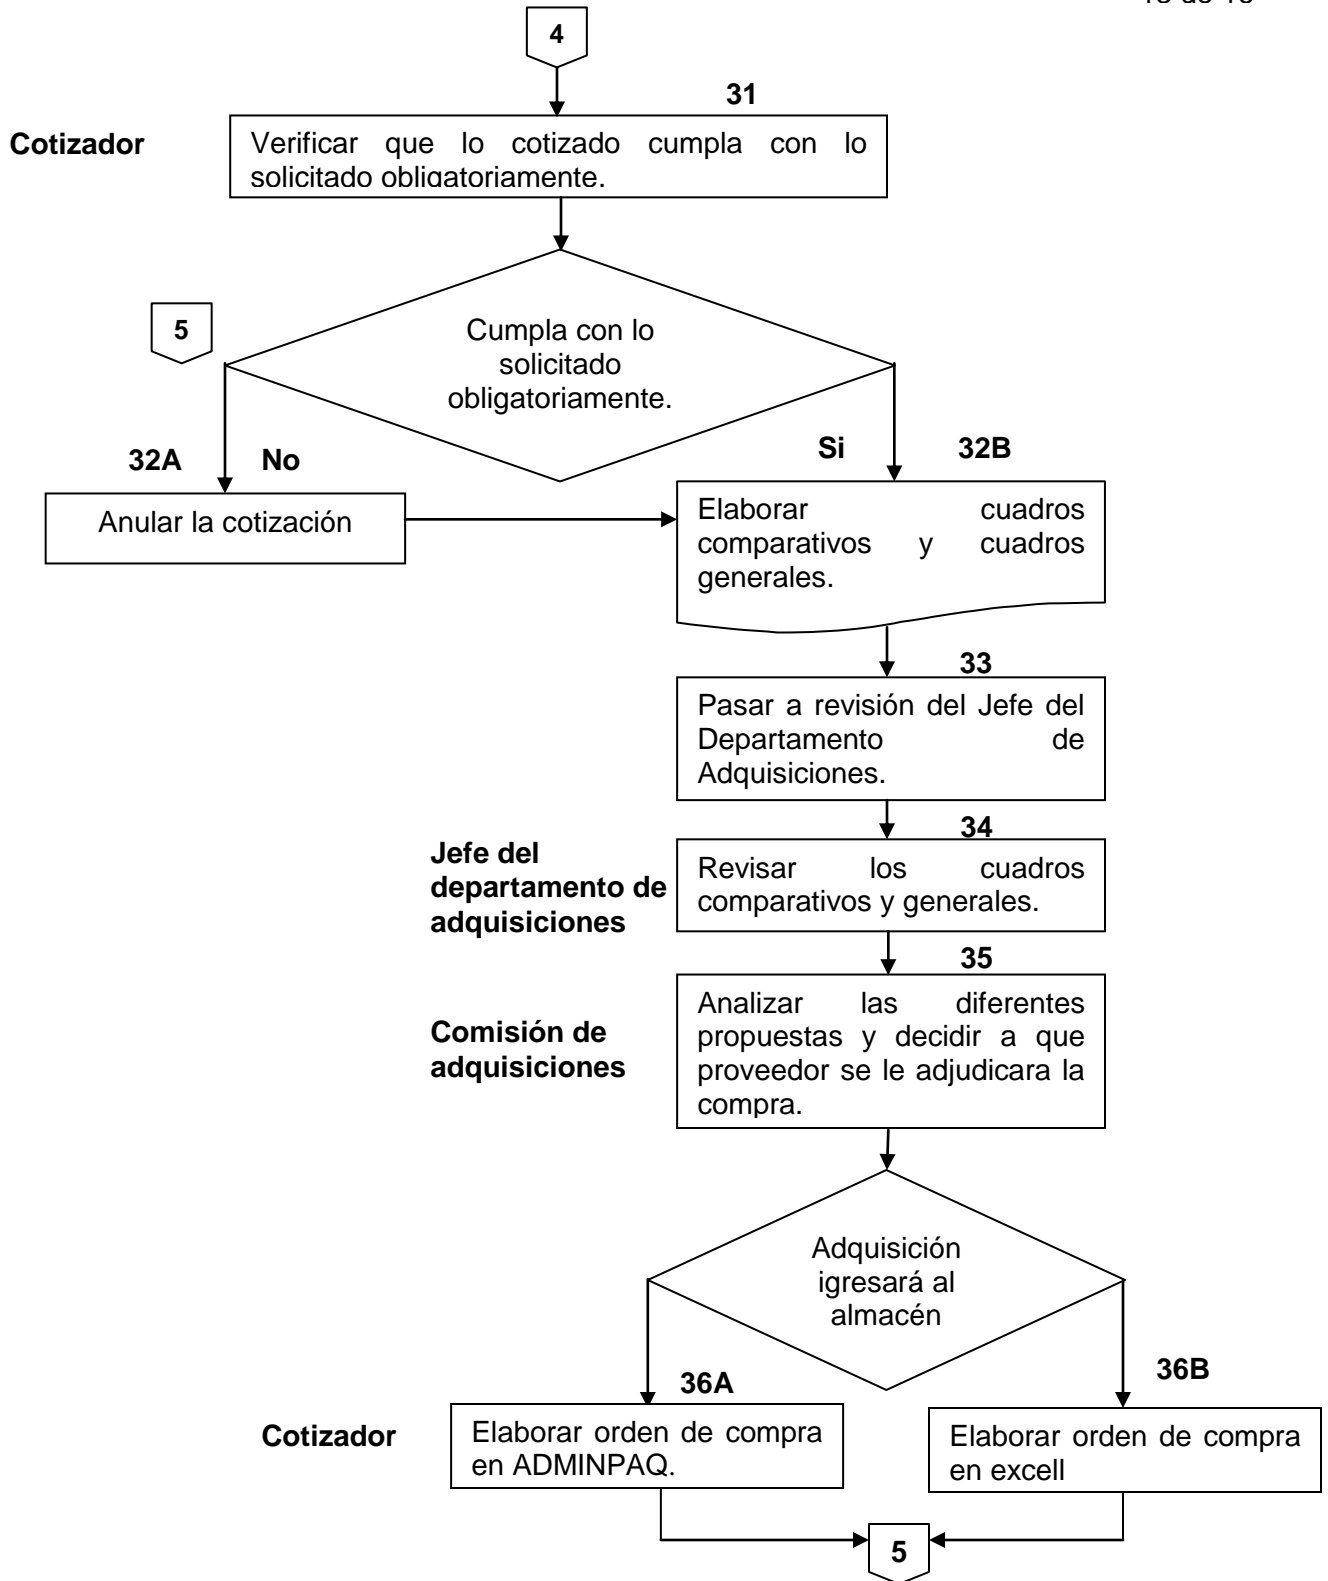 4
31
Cotizador
Verificar que lo cotizado cumpla con lo
solicitado obligatoriamente.
5
Cumpla con lo
solicitado
obligatoriamente.
32A
No
Si
32B
Anular la cotización
Elaborar cuadros
comparativos y cuadros
generales.
33
Pasar a revisión del Jefe del
Departamento de
Adquisiciones.
34
Jefe del
departamento de
adquisiciones
Revisar los cuadros
comparativos y generales.
35
Comisión de
adquisiciones
Analizar las diferentes
propuestas y decidir a que
proveedor se le adjudicara la
compra.
Adquisición
igresará al
almacén
36A
36B
Cotizador
Elaborar orden de compra
en ADMINPAQ.
Elaborar orden de compra
en excell
5